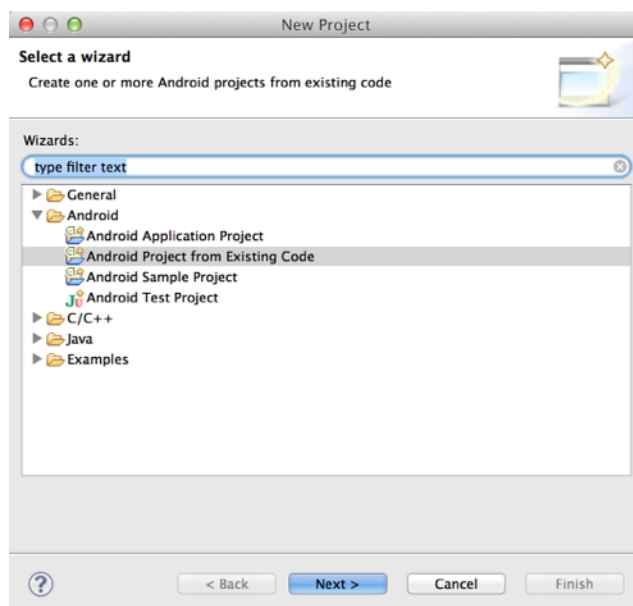 New Project
Select a wizard
Create one or more Android projects from existing code
Wizards:
type filter text
General
Android
Android Application Project
Android Project from Existing Code
Android Sample Project
Android Test Project
C/C++
Java
Examples
? < Back Next > Cancel Finish